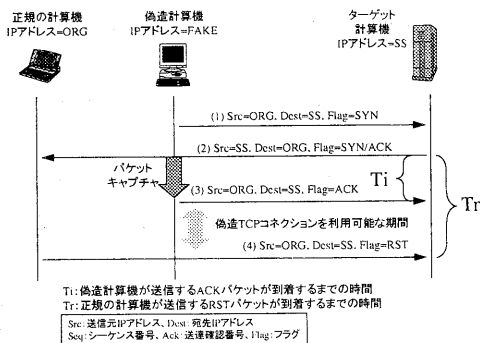 正規の計算機
IPアドレス=ORG
偽造計算機
IPアドレス=FAKE
ターゲット
計算機
IPアドレス=SS
(1) Src=ORG, Dest=SS, Flag=SYN
(2) Src=SS, Dest=ORG, Flag=SYN/ACK
パケット
キャプチャ
(3) Src=ORG, Dest=SS, Flag=ACK
Ti
Tr
偽造TCPコネクションを利用可能な期間
(4) Src=ORG, Dest=SS, Flag=RST
Ti:偽造計算機が送信するACKパケットが到着するまでの時間
Tr:正規の計算機が送信するRSTパケットが到着するまでの時間
Src:送信元IPアドレス、Dest:宛先IPアドレス
Seq:シーケンス番号、Ack:送達確認番号、Flag:フラグ